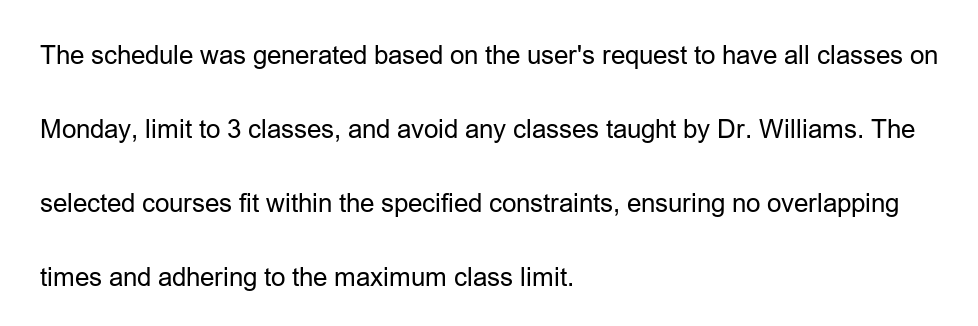 The schedule was generated based on the user's request to have all classes on
Monday, limit to 3 classes, and avoid any classes taught by Dr. Williams. The
selected courses fit within the specified constraints, ensuring no overlapping
times and adhering to the maximum class limit.